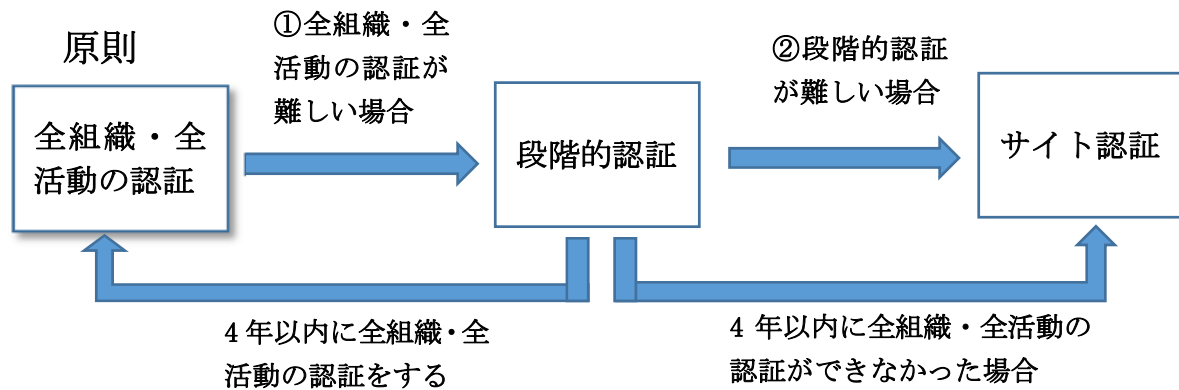 原則
①全組織・全
活動の認証が
難しい場合
②段階的認証
が難しい場合
全組織・全
活動の認証
段階的認証
サイト認証
4年以内に全組織・全
活動の認証をする
4 年以内に全組織・全活動の
認証ができなかった場合